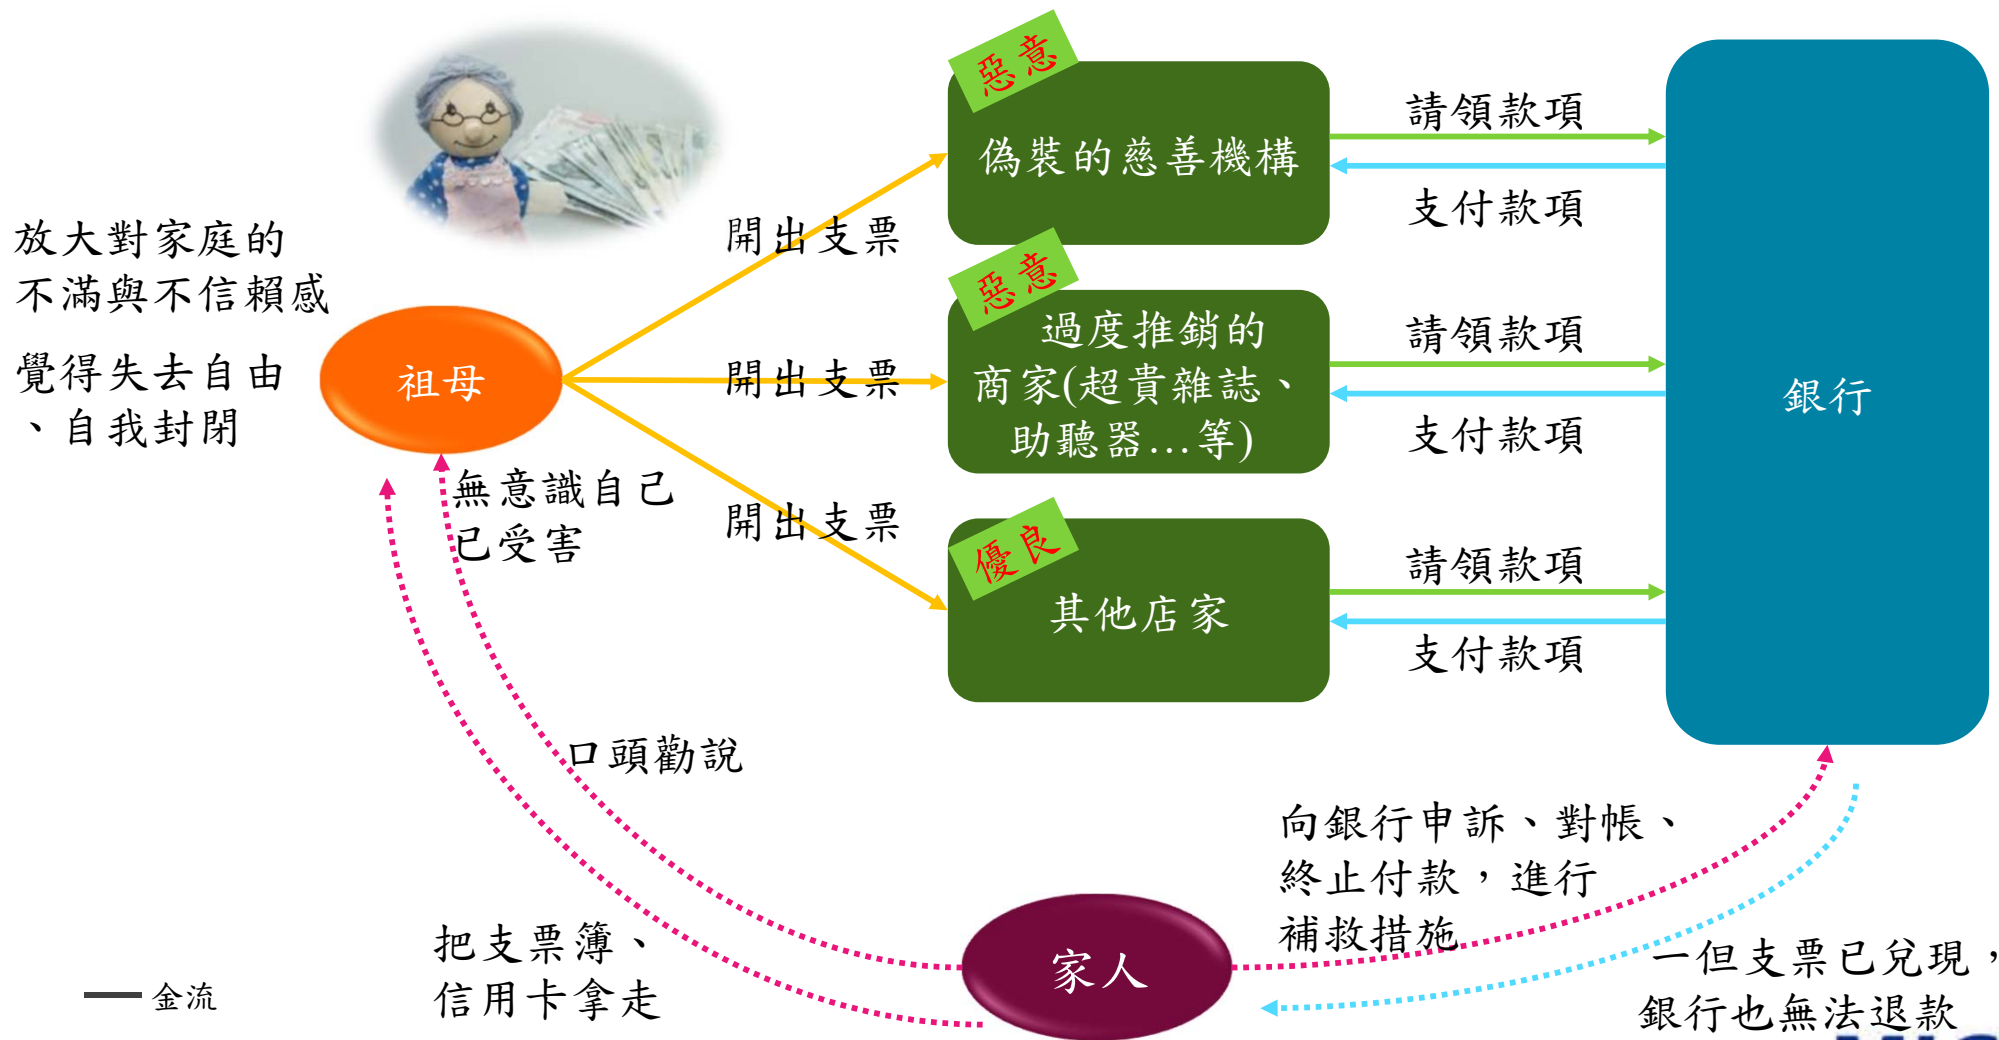 惡意
偽裝的慈善機構
請領款項
支付款項
開出支票
放大對家庭的
不滿與不信賴感
覺得失去自由
、自我封閉
祖母
惡意
過度推銷的
商家(超貴雜誌、
助聽器...等)
開出支票
請領款項
支付款項
銀行
無意識自己
已受害
開出支票
優良
其他店家
請領款項
支付款項
口頭勸說
把支票簿、
信用卡拿走
家人
向銀行申訴、對帳、
終止付款，進行
補救措施
一但支票已兌現，
銀行也無法退款
金流